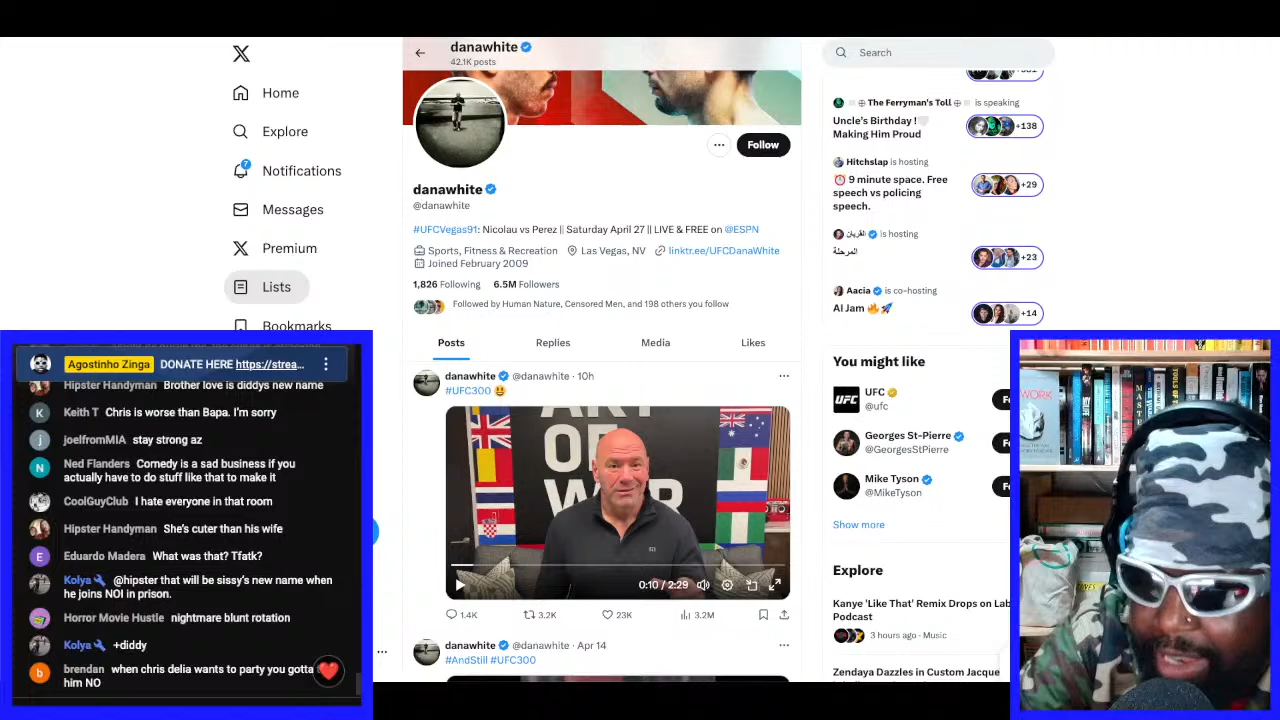 Home
Explore
7
Notifications
Messages
Premium
Lists
Bookmarks
danawhite
42.1K posts
Follow
danawhite
@danawhite
#UFCVegas91: Nicolau vs Perez || Saturday April 27 || LIVE & FREE on @ESPN
Sports, Fitness & Recreation Las Vegas, NV linktr.ee/UFCDanaWhite
Joined February 2009
1,826 Following 6.5M Followers
Followed by Human Nature, Censored Men, and 198 others you follow
Posts Replies Media Likes
danawhite @danawhite · 10h
#UFC300 😃
ART
OF
WAR
0:10 / 2:29
1.4K 3.2K 23K 3.2M
danawhite @danawhite · Apr 14
#AndStill #UFC300
Search
The Ferryman's Toll is speaking
Uncle's Birthday !🤍
Making Him Proud
+138
Hitchslap is hosting
⏰ 9 minute space. Free
speech vs policing
speech.
+29
is hosting
+23
Aacia is co-hosting
Al Jam 🔥🚀
+14
You might like
UFC
UFC
@ufc
Georges St-Pierre
@GeorgesStPierre
Mike Tyson
@MikeTyson
Show more
Explore
Kanye 'Like That' Remix Drops on Lab
Podcast
3 hours ago · Music
Zendaya Dazzles in Custom Jacque
Agostinho Zinga DONATE HERE https://strea...
Hipster Handyman Brother love is diddys new name
Keith T Chris is worse than Bapa. I'm sorry
joelfromMIA stay strong az
Ned Flanders Comedy is a sad business if you
actually have to do stuff like that to make it
CoolGuyClub I hate everyone in that room
Hipster Handyman She's cuter than his wife
Eduardo Madera What was that? Tfatk?
Kolya @hipster that will be sissy's new name when
he joins NOI in prison.
Horror Movie Hustle nightmare blunt rotation
Kolya +diddy
brendan when chris delia wants to party you gotta
him NO
WORK